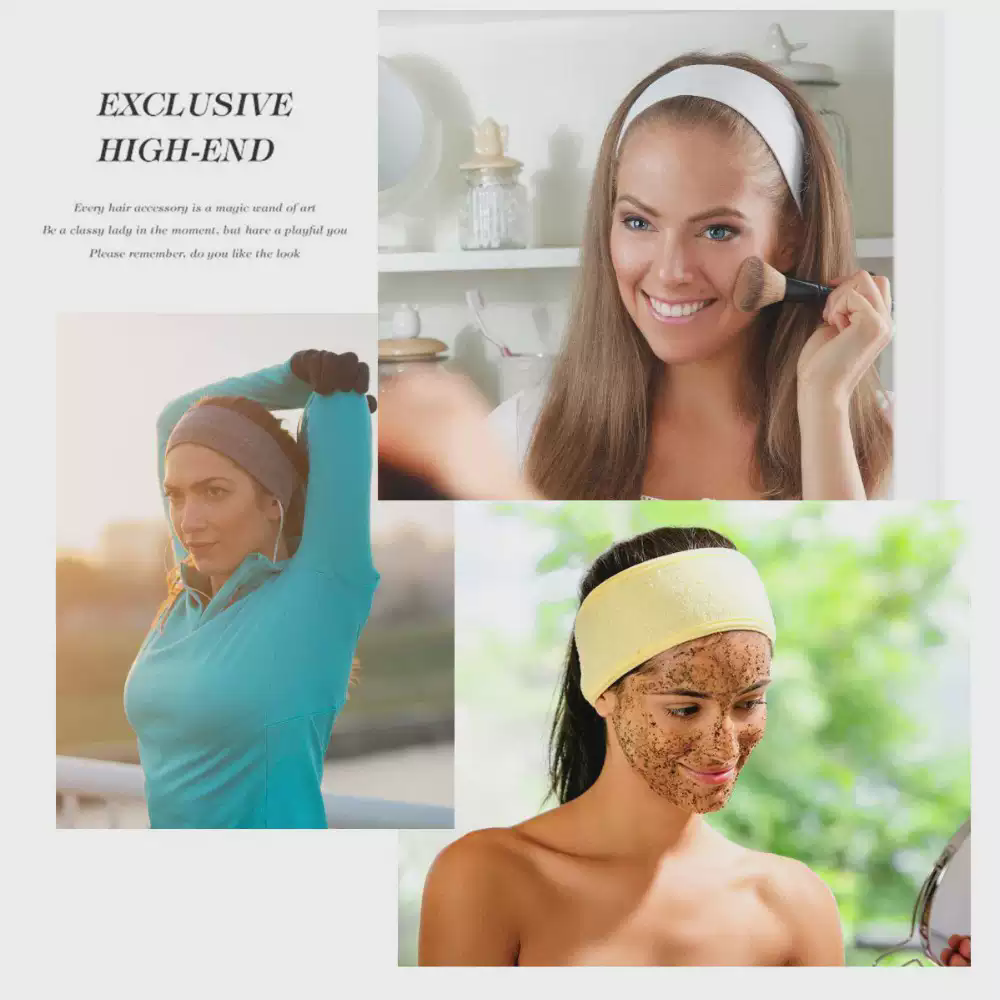 EXCLUSIVE
HIGH-END
Every hair accessory is a magic wand of art
Be a classy lady in the moment, but have a playful you
Please remember, do you like the look